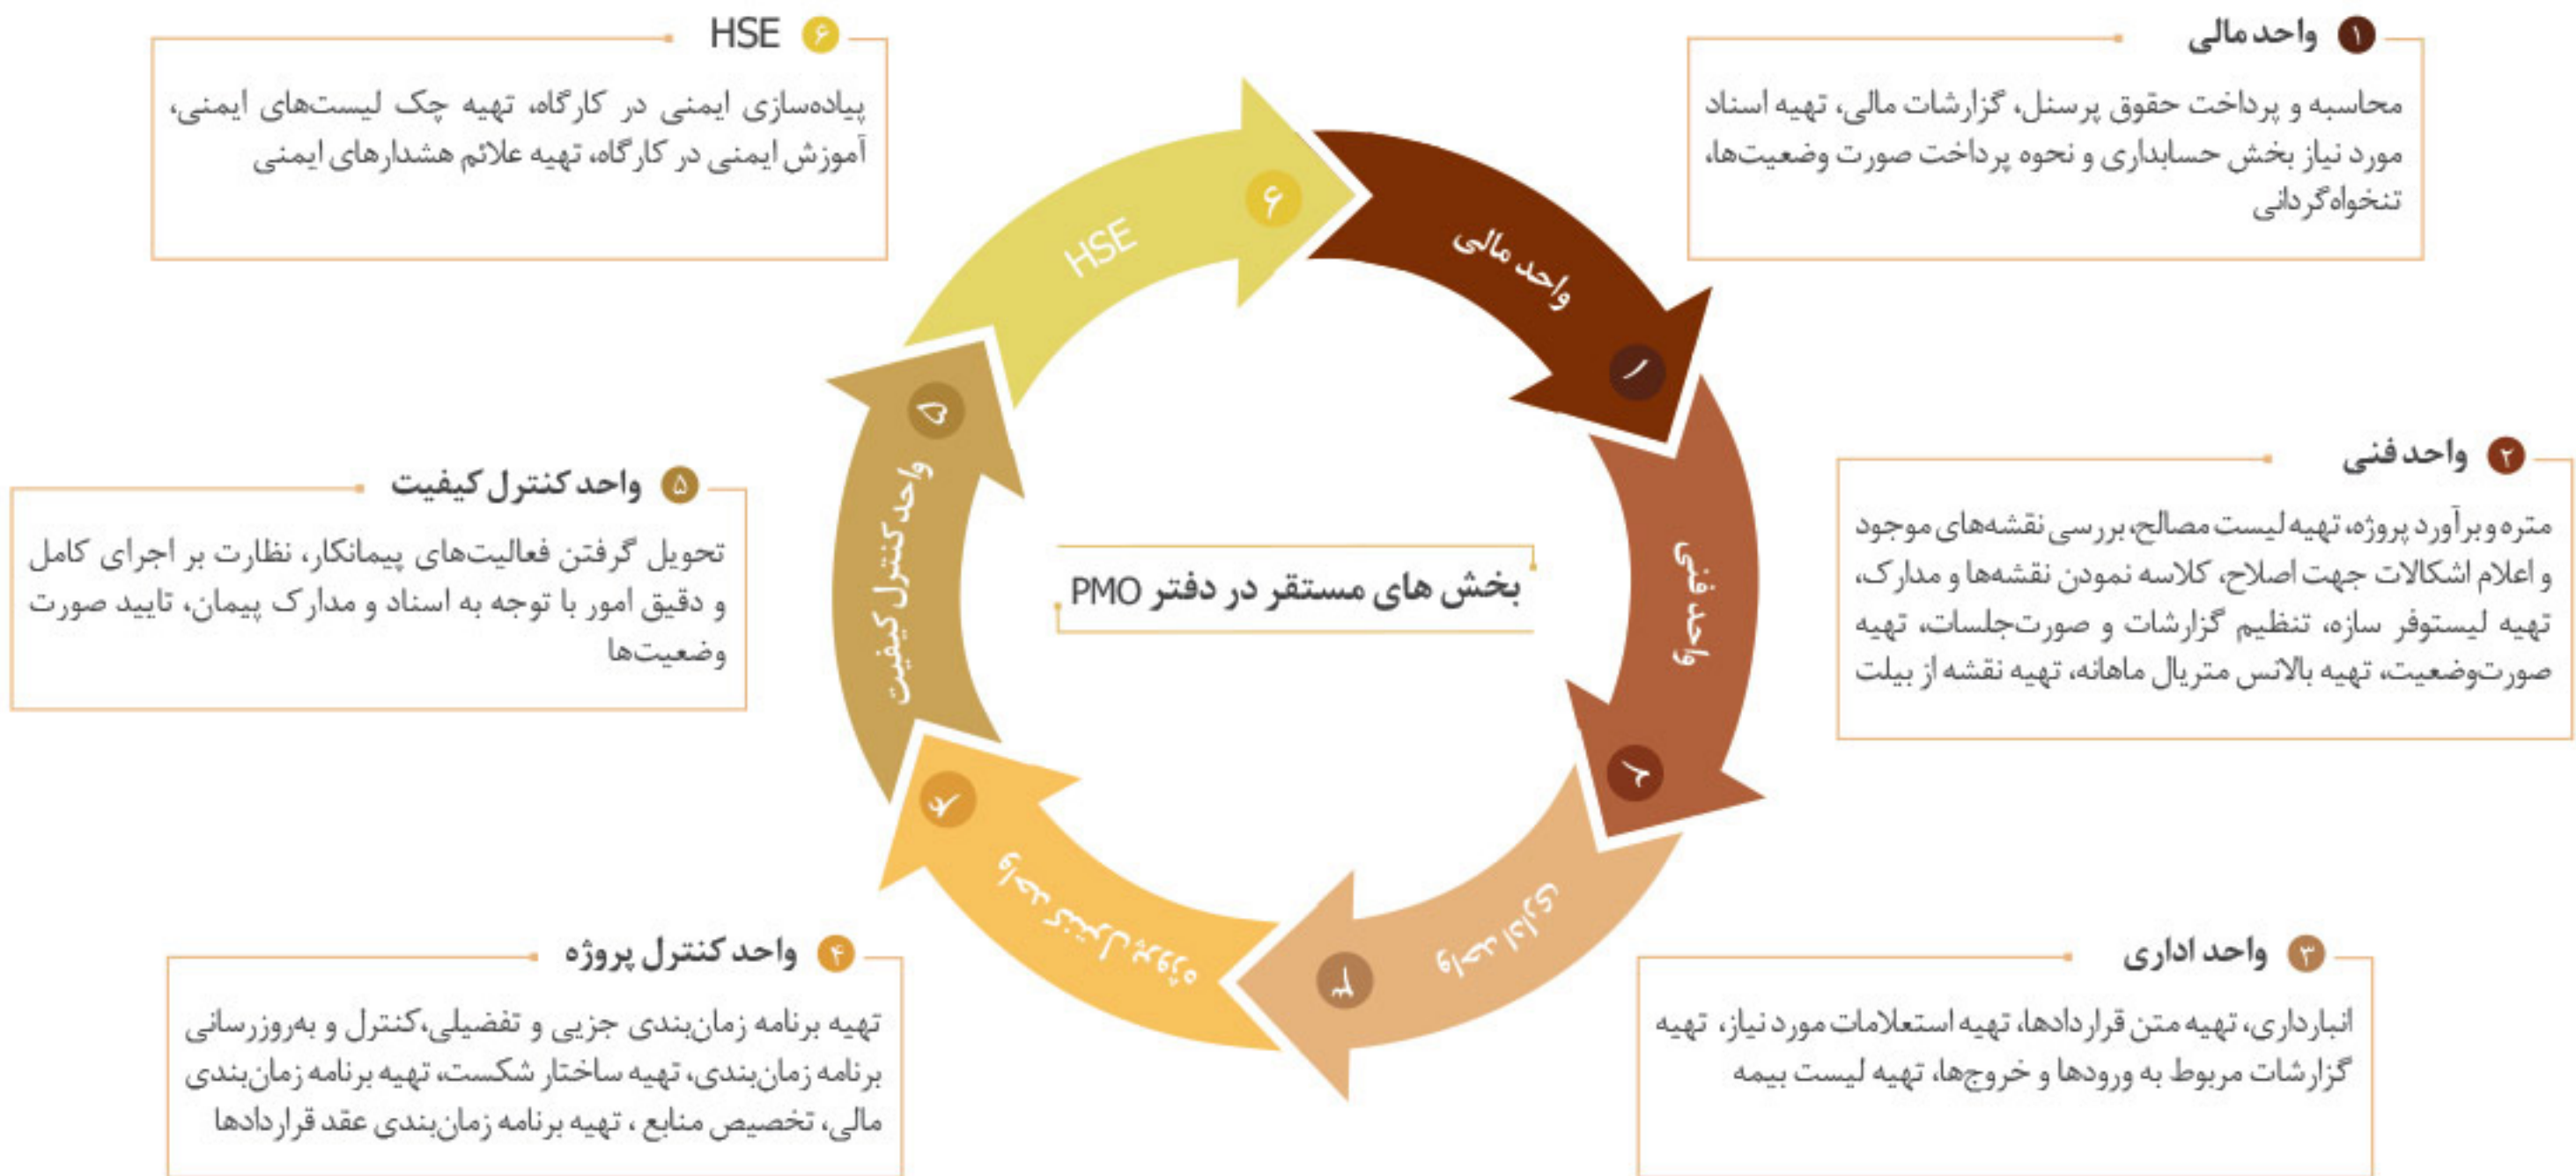 بخش های مستقر در دفتر PMO
۱ واحد مالی
محاسبه و پرداخت حقوق پرسنل، گزارشات مالی، تهیه اسناد
مورد نیاز بخش حسابداری و نحوه پرداخت صورت وضعیت‌ها،
تنخواه‌گردانی
۲ واحد فنی
متره و برآورد پروژه، تهیه لیست مصالح، بررسی نقشه‌های موجود
و اعلام اشکالات جهت اصلاح، کلاسه نمودن نقشه‌ها و مدارک،
تهیه لیستوفر سازه، تنظیم گزارشات و صورت‌جلسات، تهیه
صورت‌وضعیت، تهیه بالانس متریال ماهانه، تهیه نقشه از بیلت
۳ واحد اداری
انبارداری، تهیه متن قراردادها، تهیه استعلامات مورد نیاز، تهیه
گزارشات مربوط به ورودها و خروج‌ها، تهیه لیست بیمه
۴ واحد کنترل پروژه
تهیه برنامه زمان‌بندی جزیی و تفضیلی،کنترل و به‌روزرسانی
برنامه زمان‌بندی، تهیه ساختار شکست، تهیه برنامه زمان‌بندی
مالی، تخصیص منابع ، تهیه برنامه زمان‌بندی عقد قراردادها
۵ واحد کنترل کیفیت
تحویل گرفتن فعالیت‌های پیمانکار، نظارت بر اجرای کامل
و دقیق امور با توجه به اسناد و مدارک پیمان، تایید صورت
وضعیت‌ها
۶ HSE
پیاده‌سازی ایمنی در کارگاه، تهیه چک لیست‌های ایمنی،
آموزش ایمنی در کارگاه، تهیه علائم هشدارهای ایمنی
واحد مالی
۱
واحد فنی
۲
واحد اداری
۳
واحد کنترل پروژه
۴
واحد کنترل کیفیت
۵
HSE
۶